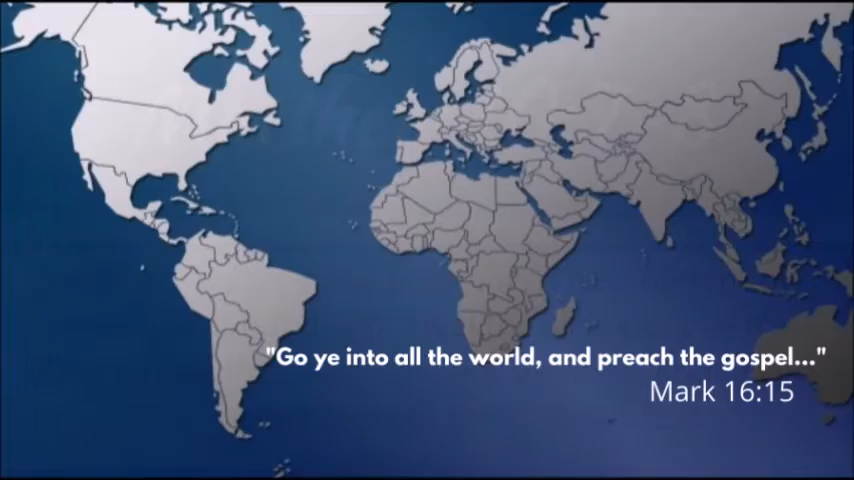 "Go ye into all the world, and preach the gospel..."
Mark 16:15